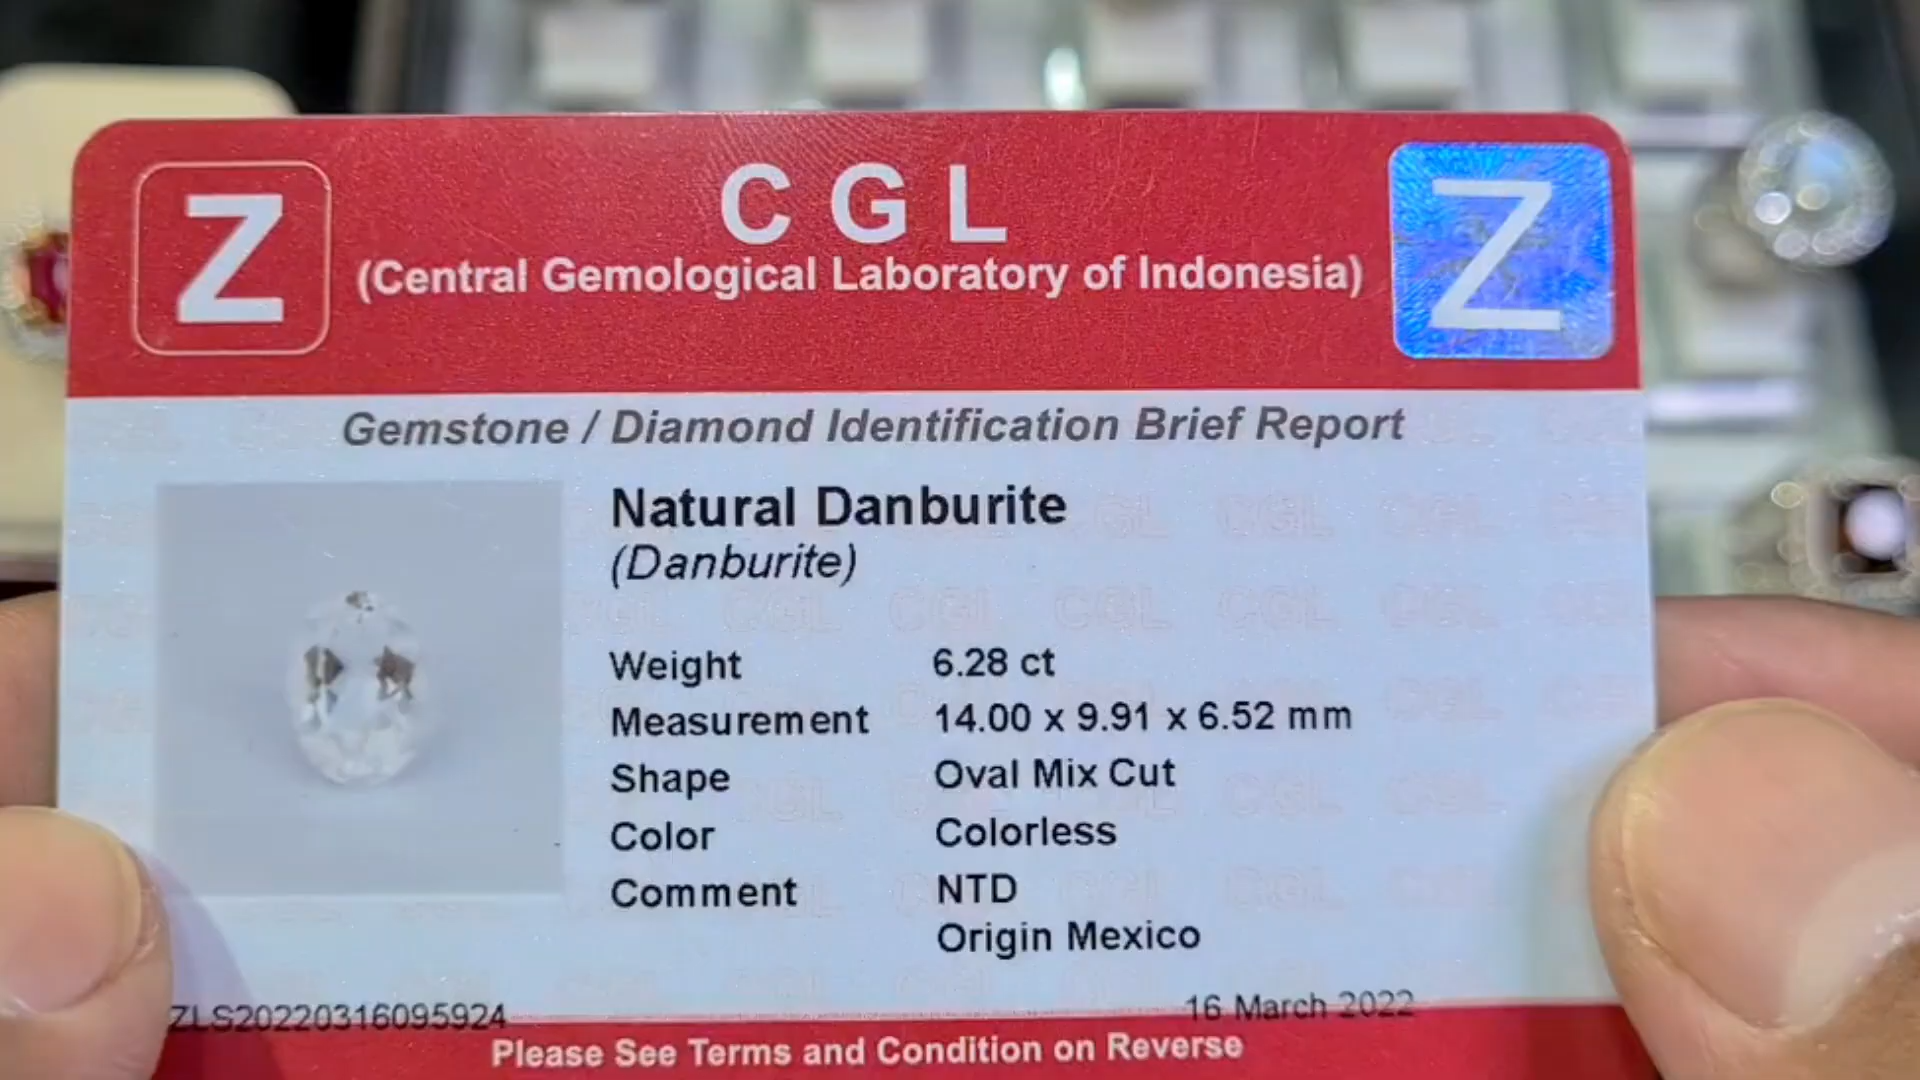 Z
CGL
Z
(Central Gemological Laboratory of Indonesia)
Gemstone / Diamond Identification Brief Report
Natural Danburite
(Danburite)
Weight 6.28 ct
Measurement 14.00 x 9.91 x 6.52 mm
Shape Oval Mix Cut
Color Colorless
Comment NTD
Origin Mexico
ZLS20220316095924 16 March 2022
Please See Terms and Condition on Reverse